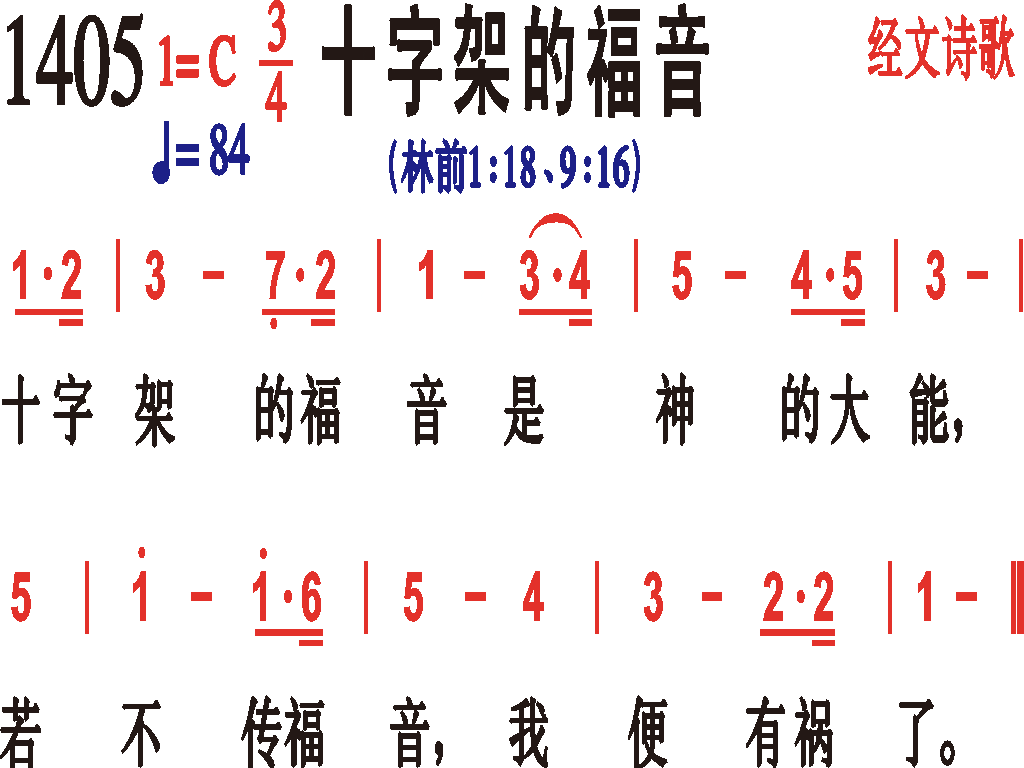 1405 1=C 3/4 十字架的福音 经文诗歌
♩=84 (林前1:18、9:16)
1·2 | 3 - 7·2 | 1 - 3·4 | 5 - 4·5 | 3 - |
十字架的福音是神的大能,
5 | 1 - 1·6 | 5 - 4 | 3 - 2·2 | 1 - ‖
若不传福音,我便有祸了。